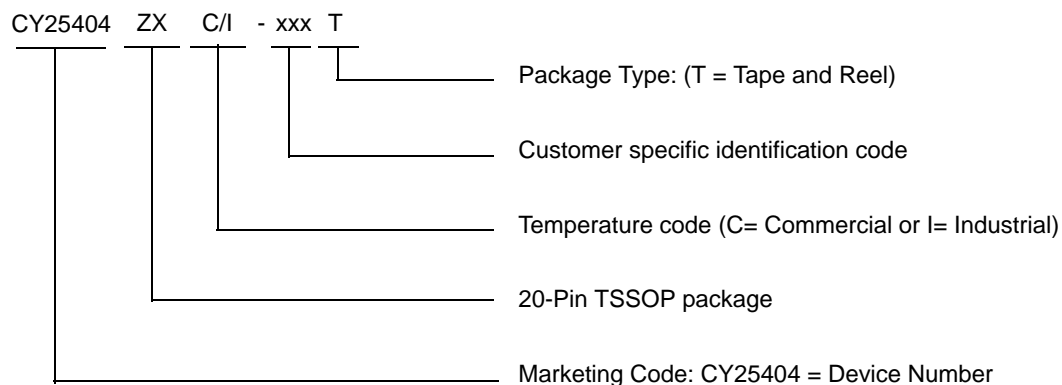 CY25404 ZX C/I - xxx T
Package Type: (T = Tape and Reel)
Customer specific identification code
Temperature code (C= Commercial or I= Industrial)
20-Pin TSSOP package
Marketing Code: CY25404 = Device Number